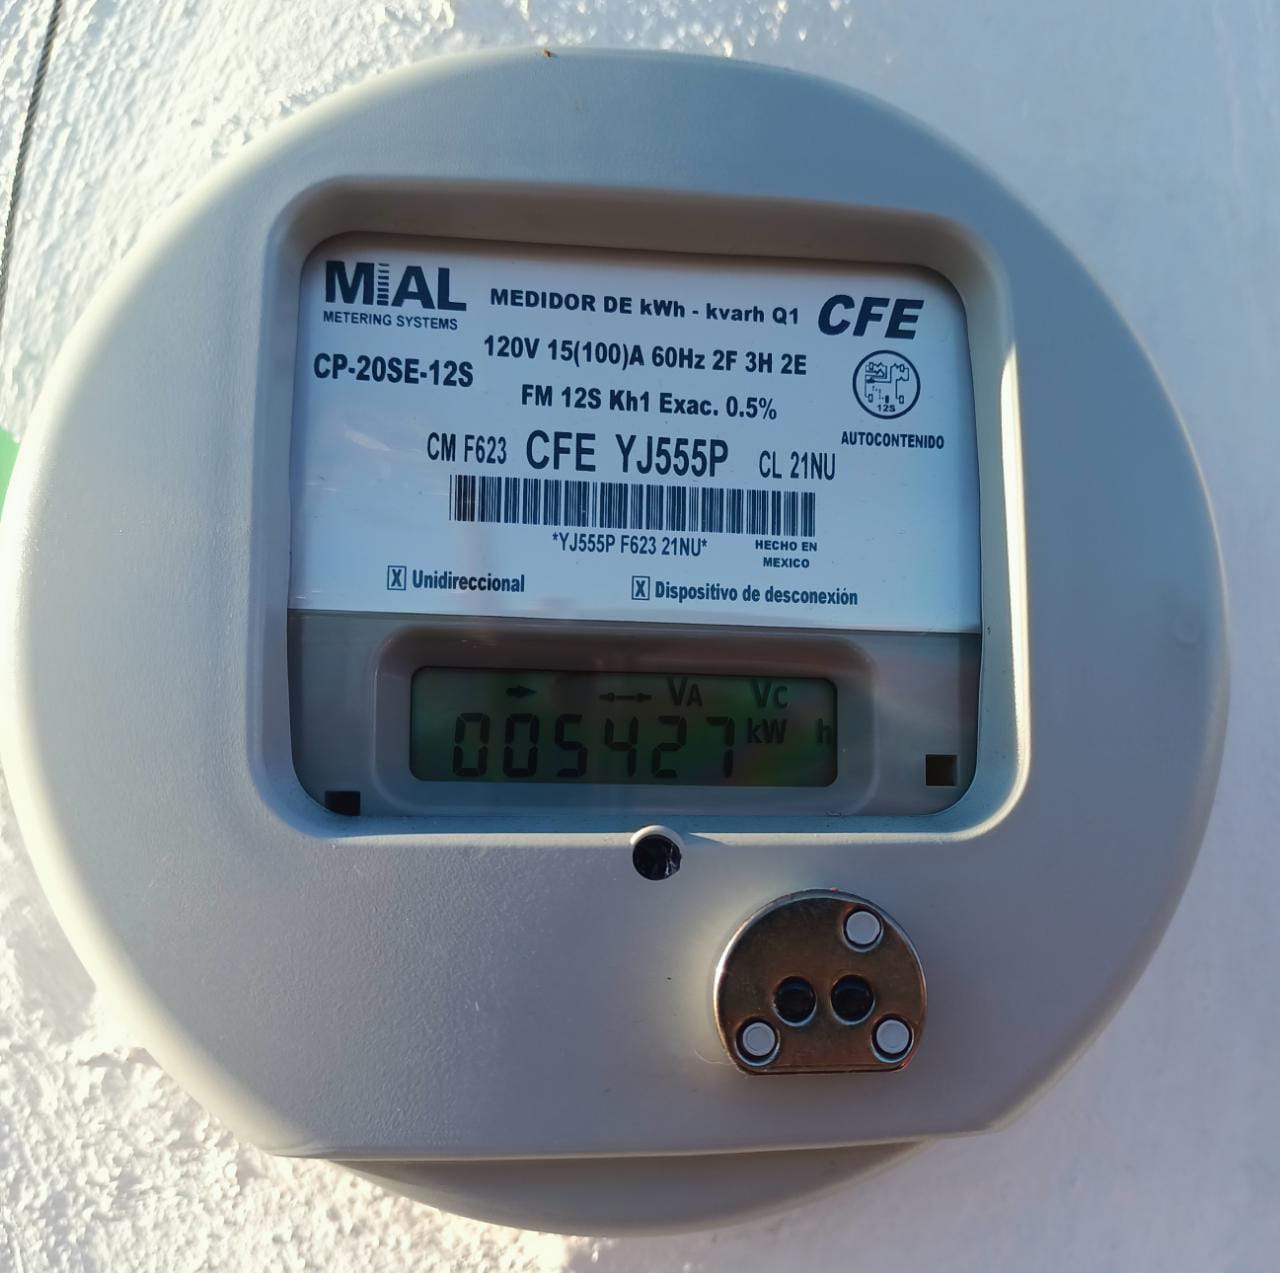 MIAL
METERING SYSTEMS
MEDIDOR DE kWh - kvarh Q1
CFE
CP-20SE-12S
120V 15(100)A 60Hz 2F 3H 2E
FM 12S Kh1 Exac. 0.5%
12S
AUTOCONTENIDO
CM F623 CFE YJ555P CL 21NU
*YJ555P F623 21NU*
HECHO EN
MEXICO
X Unidireccional
X Dispositivo de desconexión
VA VC
005427 kW h